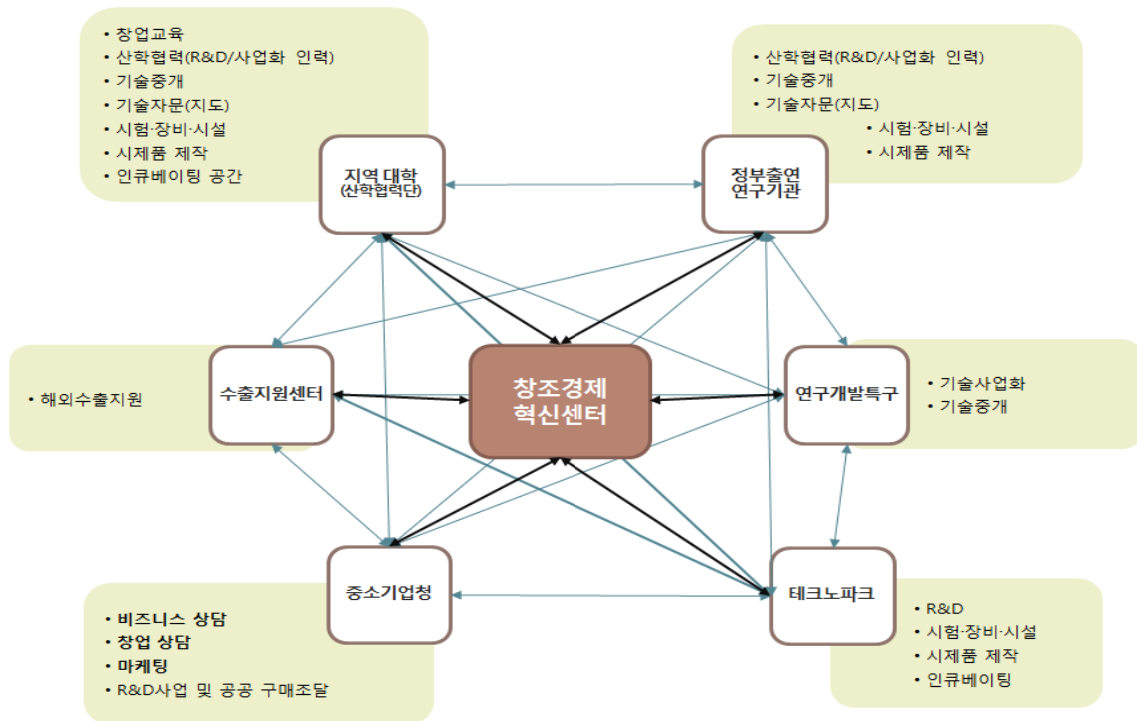 • 창업교육
• 산학협력(R&D/사업화 인력)
• 기술중개
• 기술자문(지도)
• 시험·장비·시설
• 시제품 제작
• 인큐베이팅 공간
지역 대학
(산학협력단)
• 산학협력(R&D/사업화 인력)
• 기술중개
• 기술자문(지도)
• 시험·장비·시설
• 시제품 제작
정부출연
연구기관
• 해외수출지원
수출지원센터
창조경제
혁신센터
연구개발특구
• 기술사업화
• 기술중개
중소기업청
• 비즈니스 상담
• 창업 상담
• 마케팅
• R&D사업 및 공공 구매조달
테크노파크
• R&D
• 시험·장비·시설
• 시제품 제작
• 인큐베이팅